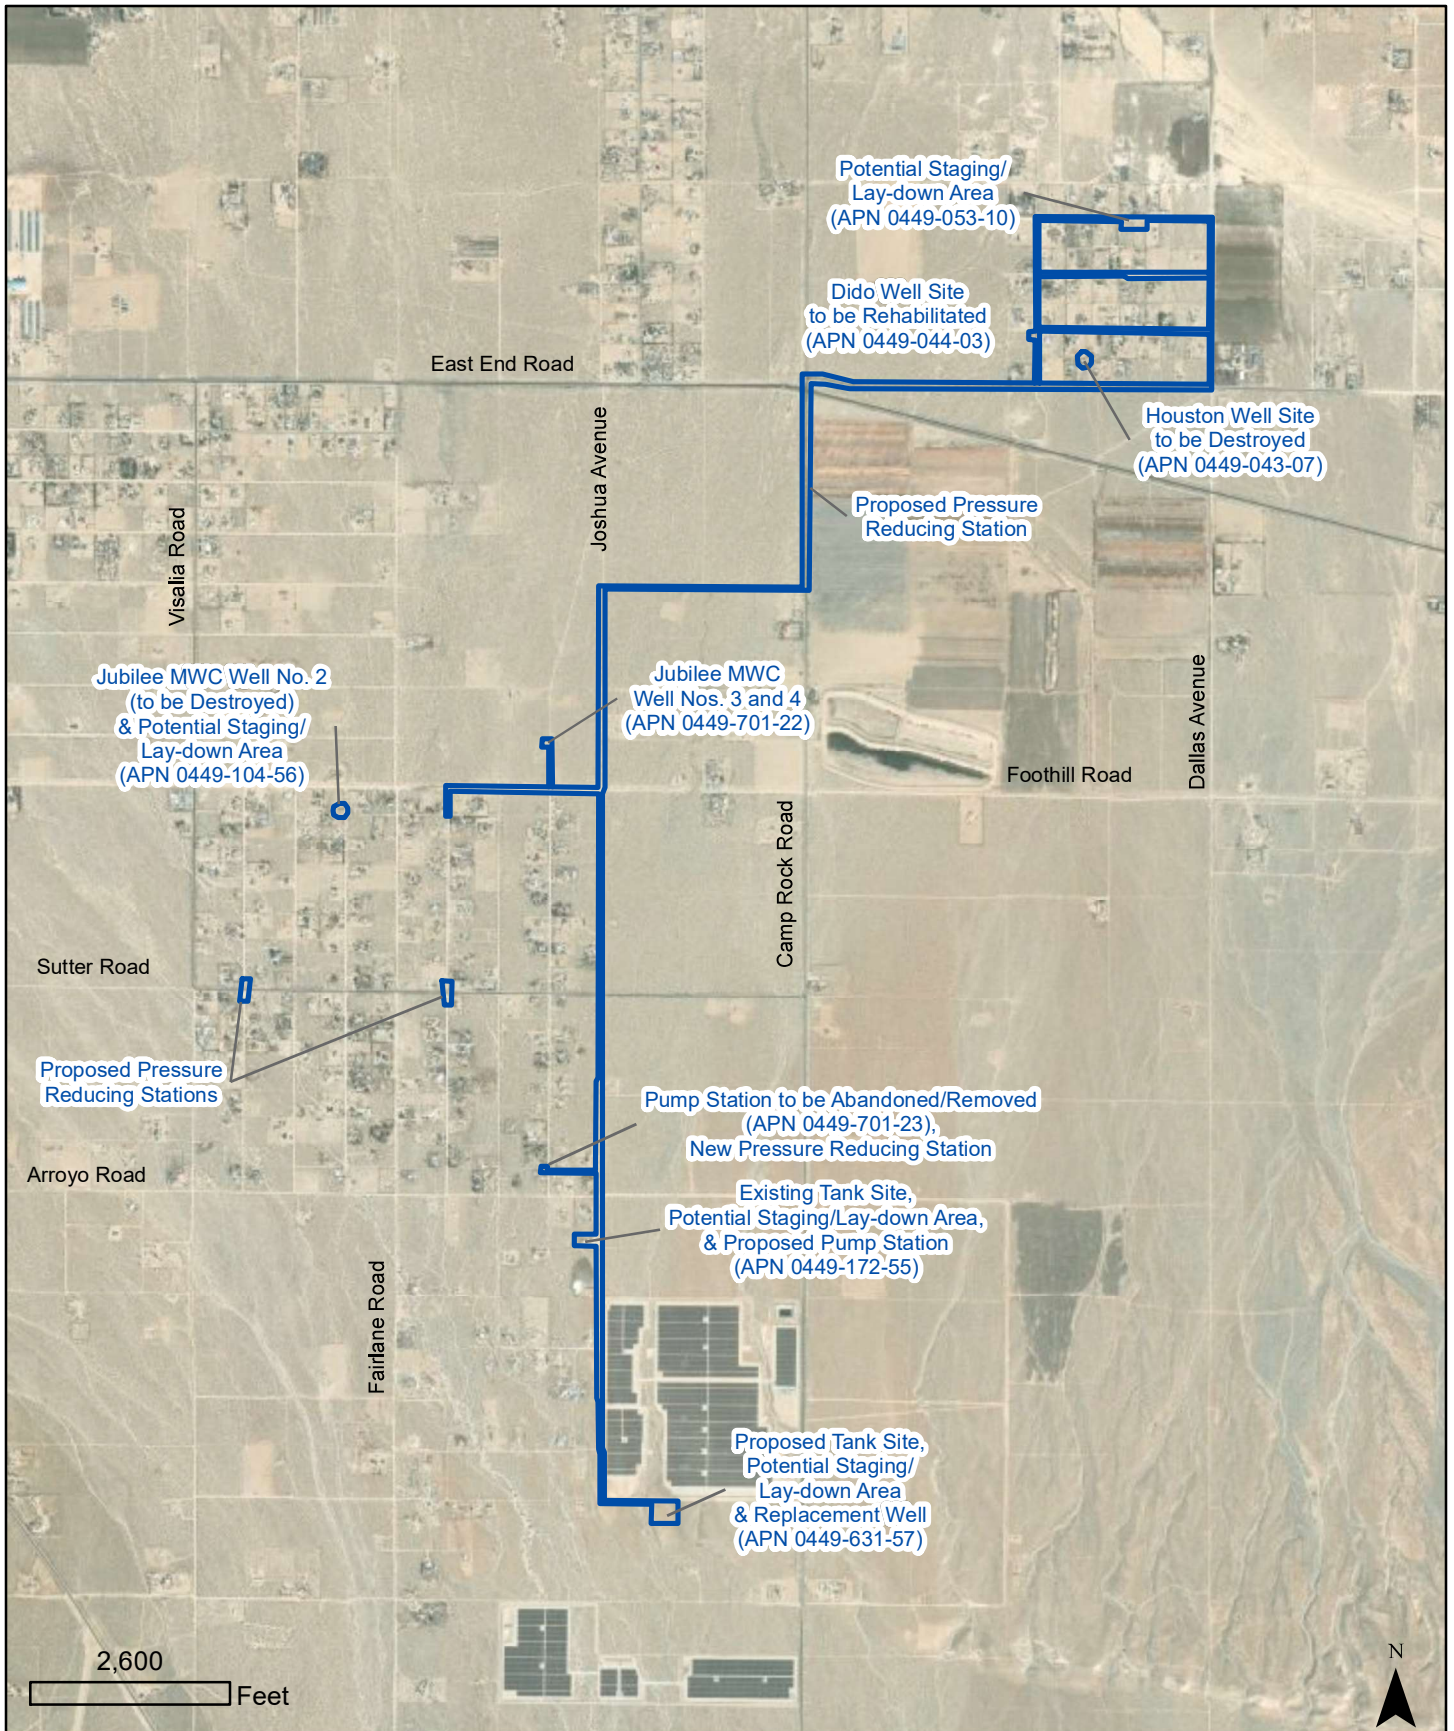 Potential Staging/
Lay-down Area
(APN 0449-053-10)
Dido Well Site
to be Rehabilitated
(APN 0449-044-03)
East End Road
Joshua Avenue
Houston Well Site
to be Destroyed
(APN 0449-043-07)
Proposed Pressure
Reducing Station
Visalia Road
Jubilee MWC Well No. 2
(to be Destroyed)
& Potential Staging/
Lay-down Area
(APN 0449-104-56)
Jubilee MWC
Well Nos. 3 and 4
(APN 0449-701-22)
Dallas Avenue
Foothill Road
Camp Rock Road
Sutter Road
Proposed Pressure
Reducing Stations
Pump Station to be Abandoned/Removed
(APN 0449-701-23),
New Pressure Reducing Station
Arroyo Road
Existing Tank Site,
Potential Staging/Lay-down Area,
& Proposed Pump Station
(APN 0449-172-55)
Fairlane Road
Proposed Tank Site,
Potential Staging/
Lay-down Area
& Replacement Well
(APN 0449-631-57)
2,600
Feet
N